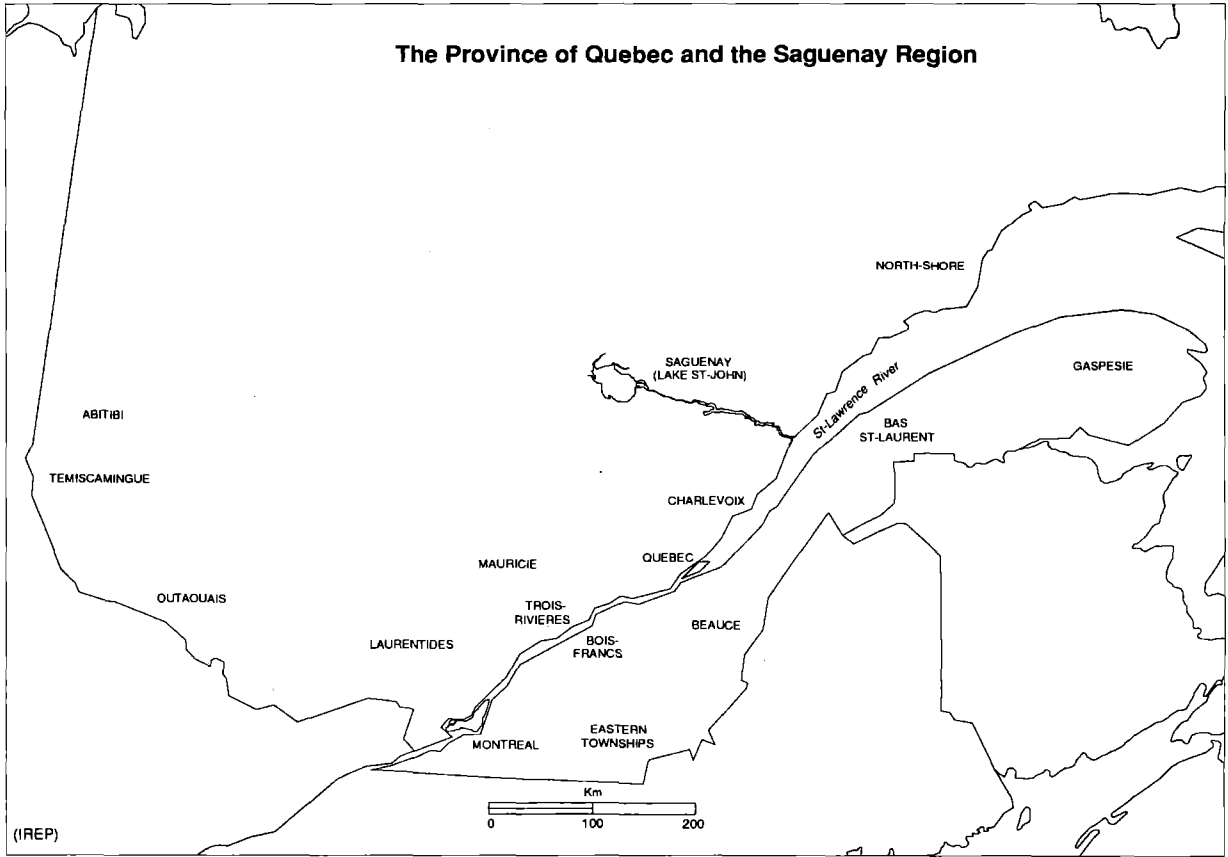 The Province of Quebec and the Saguenay Region
NORTH-SHORE
SAGUENAY
(LAKE ST-JOHN)
GASPESIE
St-Lawrence River
ABITIBI
BAS
ST-LAURENT
TEMISCAMINGUE
CHARLEVOIX
QUEBEC
MAURICIE
OUTAOUAIS
TROIS-
RIVIERES
BEAUCE
LAURENTIDES
BOIS-
FRANCS
EASTERN
TOWNSHIPS
MONTREAL
Km
0 100 200
(IREP)